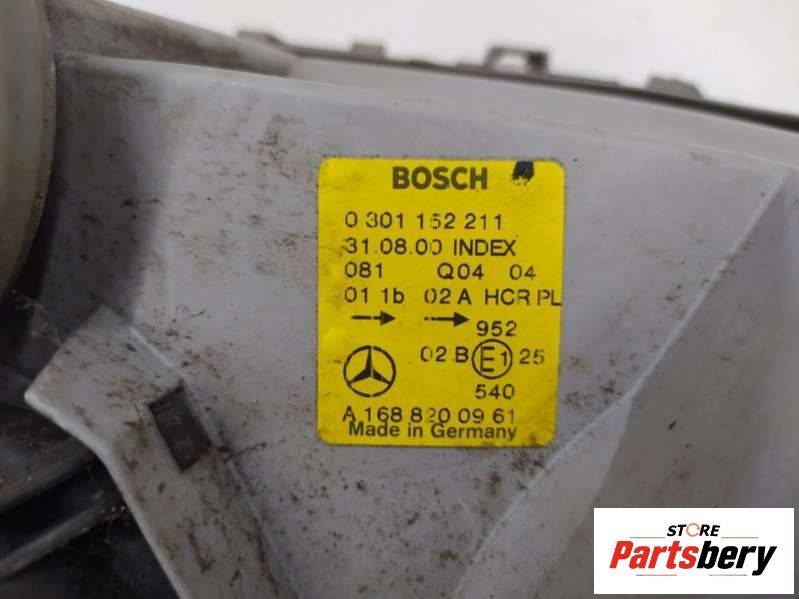 BOSCH
0 301 152 211
31.08.00 INDEX
081 Q04 04
01 1b 02 A HCR PL
952
02.B E1 25
540
A 168 820 09 61
Made in Germany
STORE
Partsbery